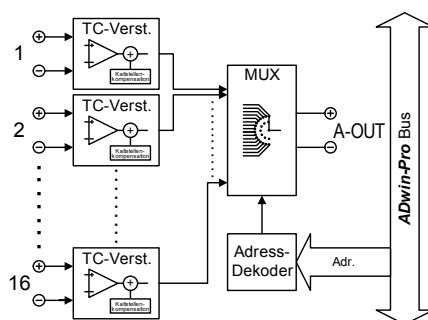 TC-Verst.
1
Kaltstellen-
kompensation
MUX
TC-Verst.
2
Kaltstellen-
kompensation
A-OUT
ADwin-Pro Bus
TC-Verst.
16
Kaltstellen-
kompensation
Adress-
Dekoder
Adr.